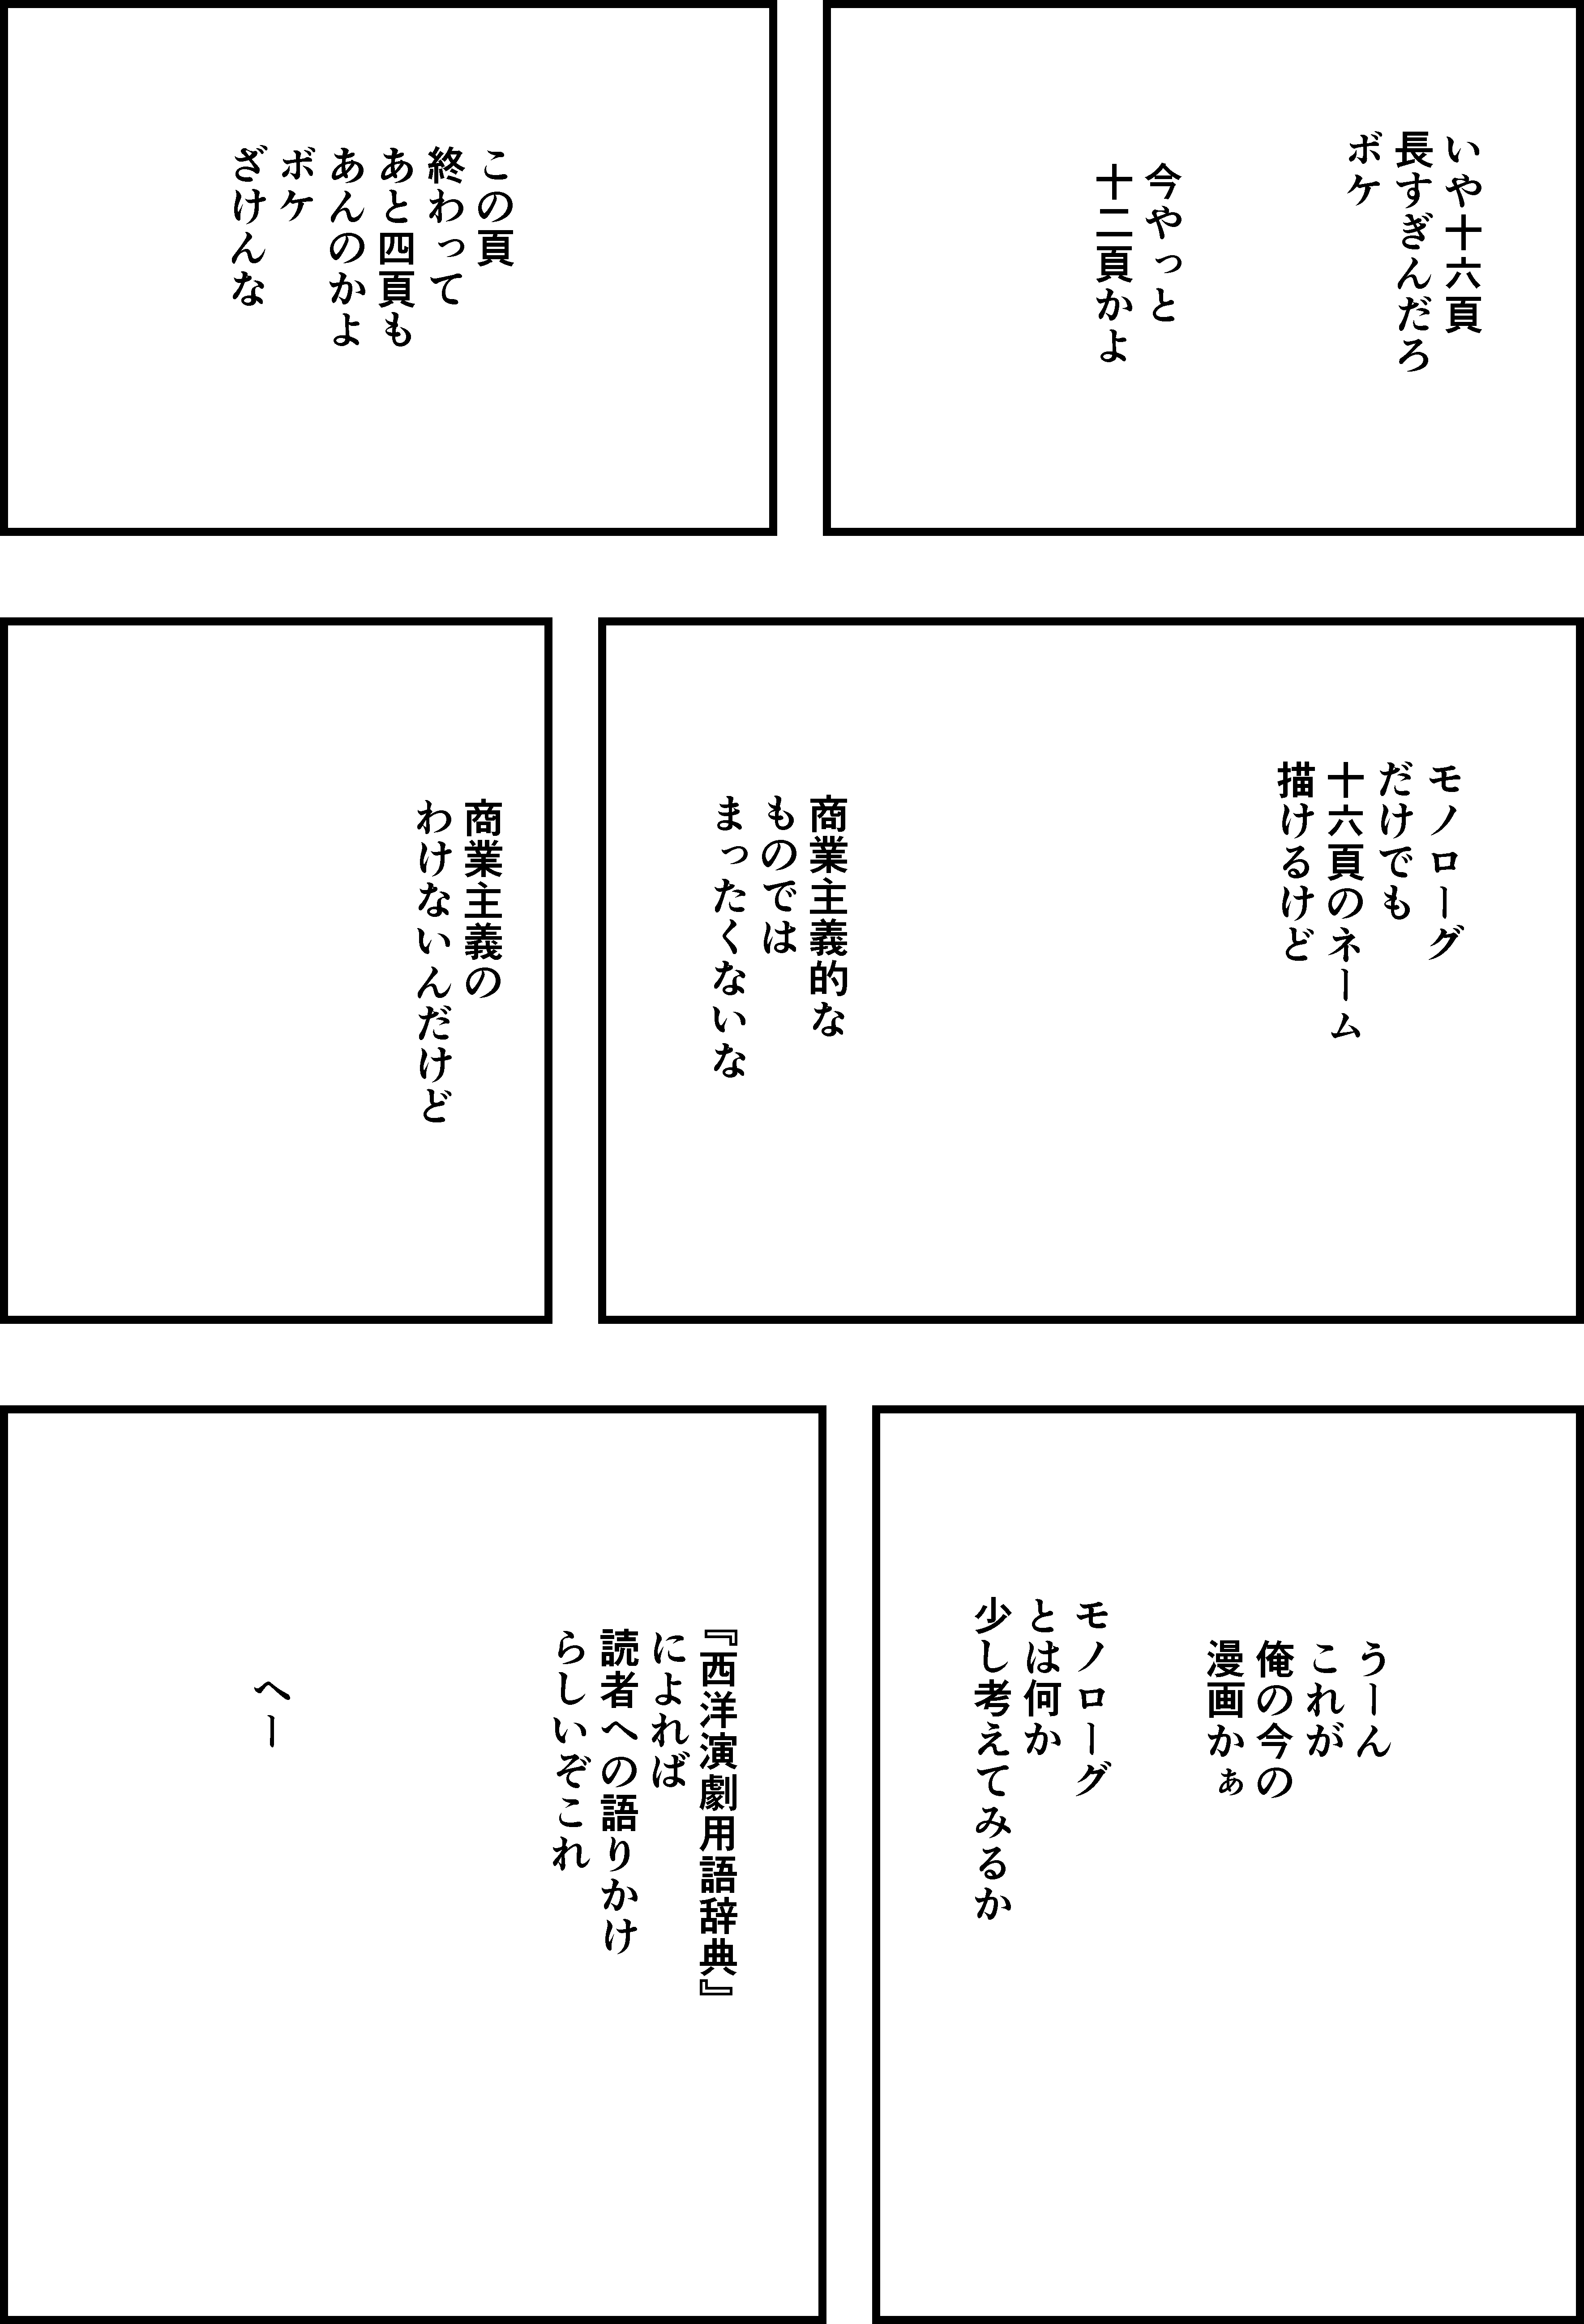 いや十六頁
長すぎんだろ
ボケ
今やっと
十二頁かよ
この頁
終わって
あと四頁も
あんのかよ
ボケ
ざけんな
モノローグ
だけでも
十六頁のネーム
描けるけど
商業主義的な
ものでは
まったくないな
商業主義の
わけないんだけど
うーん
これが
俺の今の
漫画かぁ
モノローグ
とは何か
少し考えてみるか
『西洋演劇用語辞典』
によれば
読者への語りかけ
らしいぞこれ
へー